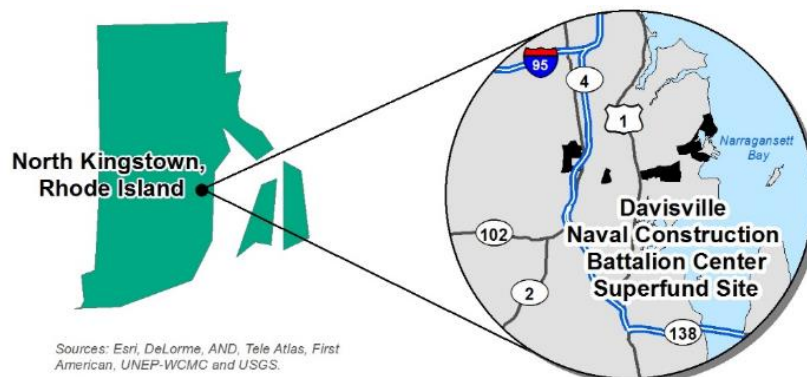 North Kingstown,
Rhode Island
Sources: Esri, DeLorme, AND, Tele Atlas, First
American, UNEP-WCMC and USGS.
95
4
1
Narragansett
Bay
Davisville
Naval Construction
Battalion Center
Superfund Site
102
2
138